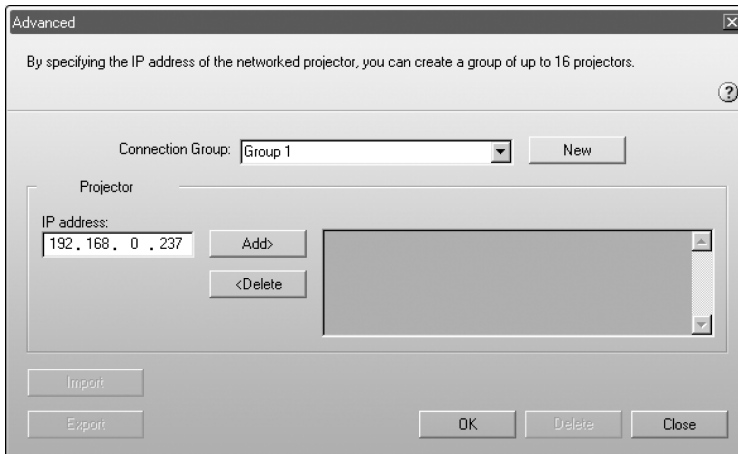 Advanced
By specifying the IP address of the networked projector, you can create a group of up to 16 projectors.
?
Connection Group: Group 1 New
Projector
IP address:
192 . 168 . 0 . 237 Add>
<Delete
Import
Export OK Delete Close